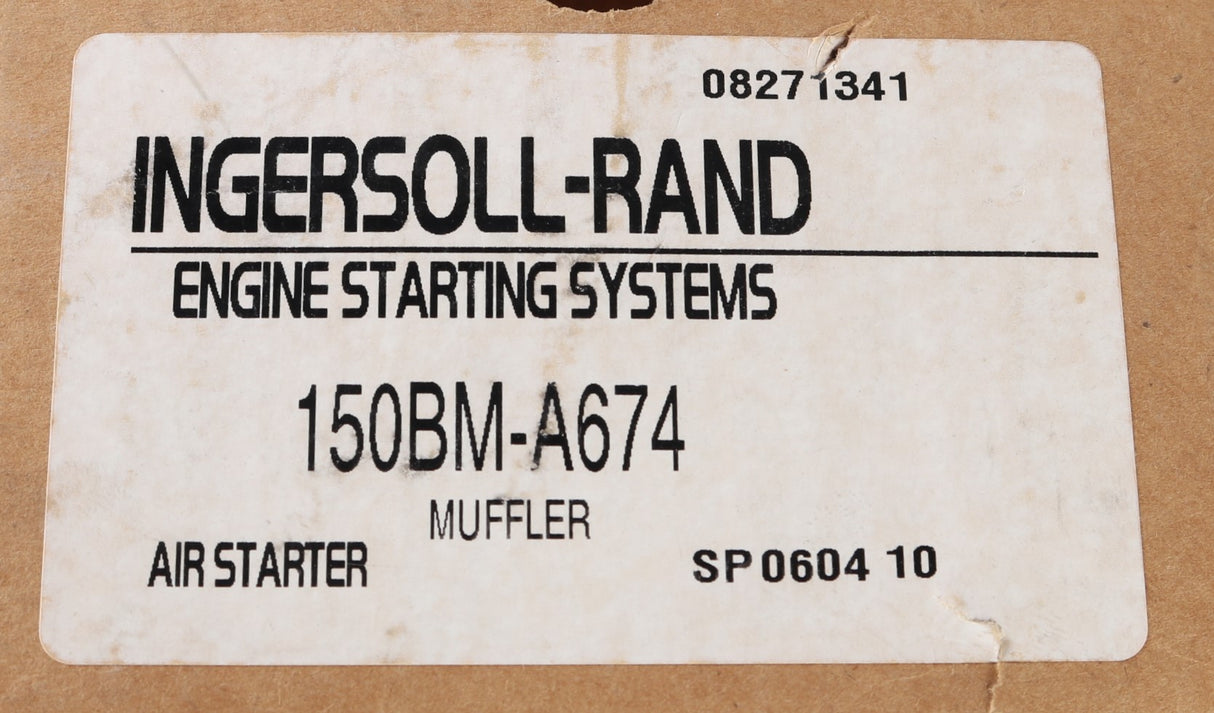 08271341
INGERSOLL-RAND
ENGINE STARTING SYSTEMS
150BM-A674
MUFFLER
AIR STARTER
SP0604 10